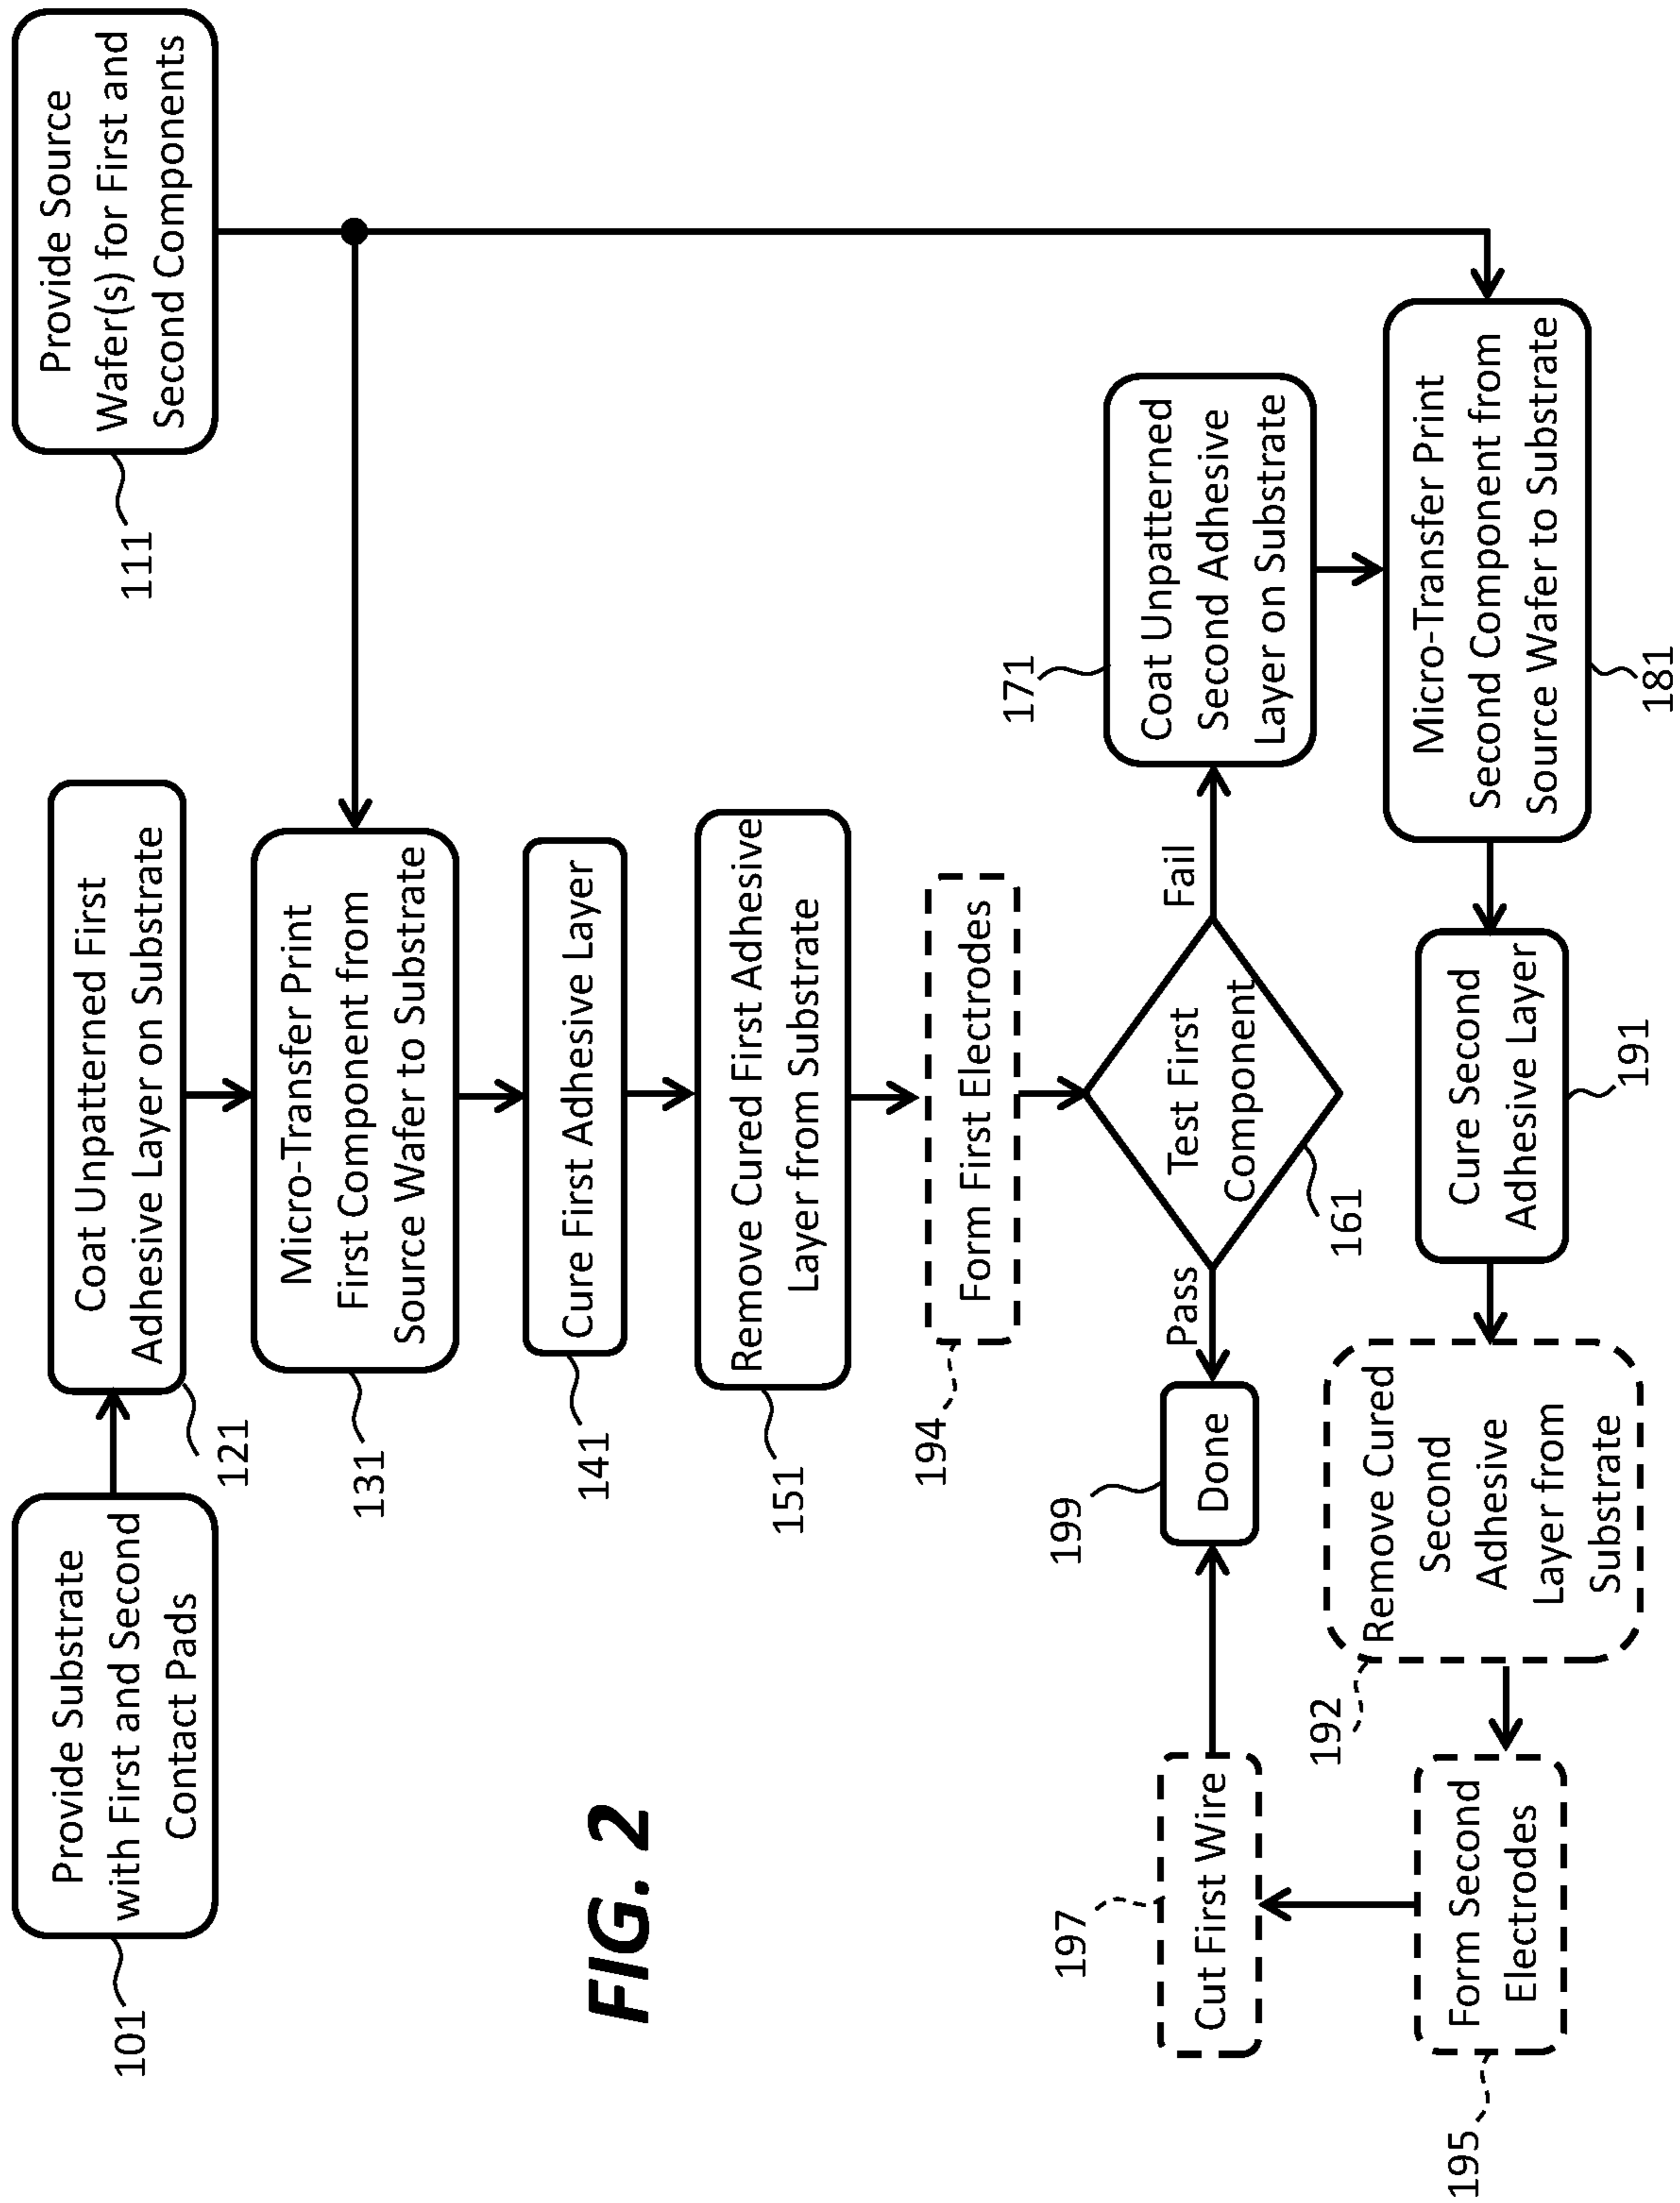 101
Provide Substrate
with First and Second
Contact Pads
121
Coat Unpatterned First
Adhesive Layer on Substrate
111
Provide Source
Wafer(s) for First and
Second Components
131
Micro-Transfer Print
First Component from
Source Wafer to Substrate
141
Cure First Adhesive Layer
151
Remove Cured First Adhesive
Layer from Substrate
194
Form First Electrodes
161
Test First
Component
Pass
Fail
199
Done
171
Coat Unpatterned
Second Adhesive
Layer on Substrate
181
Micro-Transfer Print
Second Component from
Source Wafer to Substrate
191
Cure Second
Adhesive Layer
192
Remove Cured
Second
Adhesive
Layer from
Substrate
195
Form Second
Electrodes
197
Cut First Wire
FIG. 2